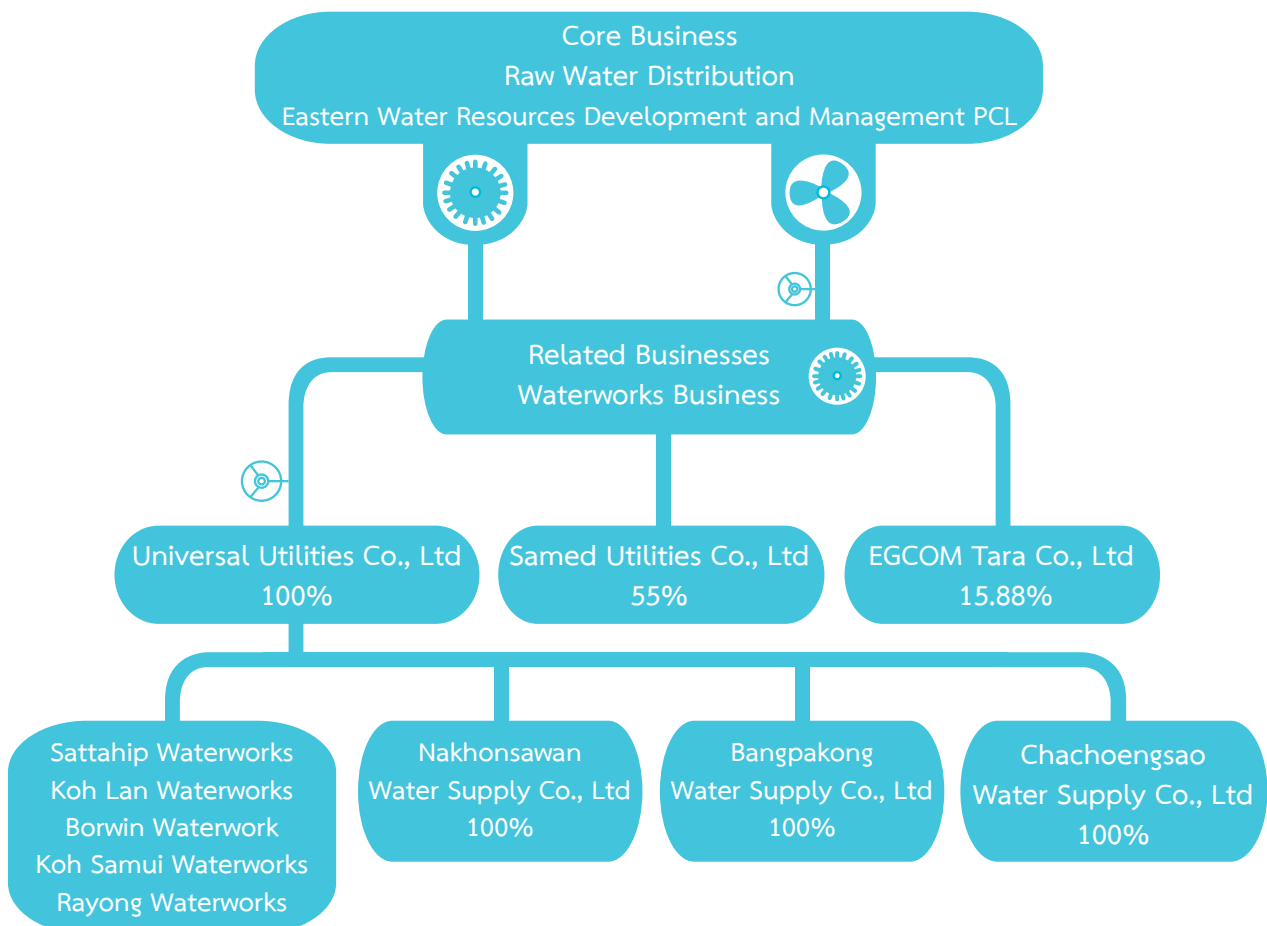 Core Business
Raw Water Distribution
Eastern Water Resources Development and Management PCL
Related Businesses
Waterworks Business
Universal Utilities Co., Ltd
100%
Samed Utilities Co., Ltd
55%
EGCOM Tara Co., Ltd
15.88%
Sattahip Waterworks
Koh Lan Waterworks
Borwin Waterwork
Koh Samui Waterworks
Rayong Waterworks
Nakhonsawan
Water Supply Co., Ltd
100%
Bangpakong
Water Supply Co., Ltd
100%
Chachoengsao
Water Supply Co., Ltd
100%